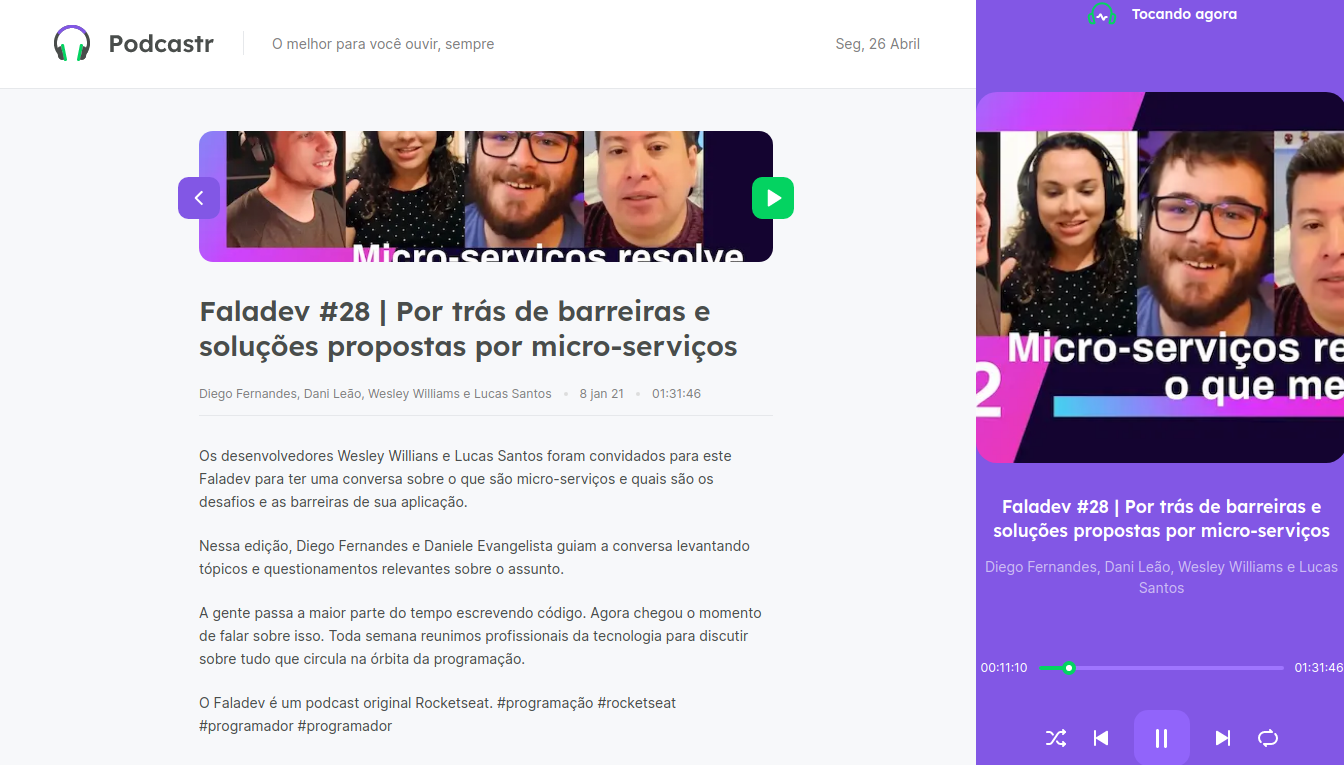 Podcastr
O melhor para você ouvir, sempre
Seg, 26 Abril
Micro-serviços resolve
Faladev #28 | Por trás de barreiras e
soluções propostas por micro-serviços
Diego Fernandes, Dani Leão, Wesley Williams e Lucas Santos • 8 jan 21 • 01:31:46
Os desenvolvedores Wesley Willians e Lucas Santos foram convidados para este
Faladev para ter uma conversa sobre o que são micro-serviços e quais são os
desafios e as barreiras de sua aplicação.
Nessa edição, Diego Fernandes e Daniele Evangelista guiam a conversa levantando
tópicos e questionamentos relevantes sobre o assunto.
A gente passa a maior parte do tempo escrevendo código. Agora chegou o momento
de falar sobre isso. Toda semana reunimos profissionais da tecnologia para discutir
sobre tudo que circula na órbita da programação.
O Faladev é um podcast original Rocketseat. #programação #rocketseat
#programador #programador
Tocando agora
Micro-serviços re
o que me
2
Faladev #28 | Por trás de barreiras e
soluções propostas por micro-serviços
Diego Fernandes, Dani Leão, Wesley Williams e Lucas
Santos
00:11:10
01:31:46